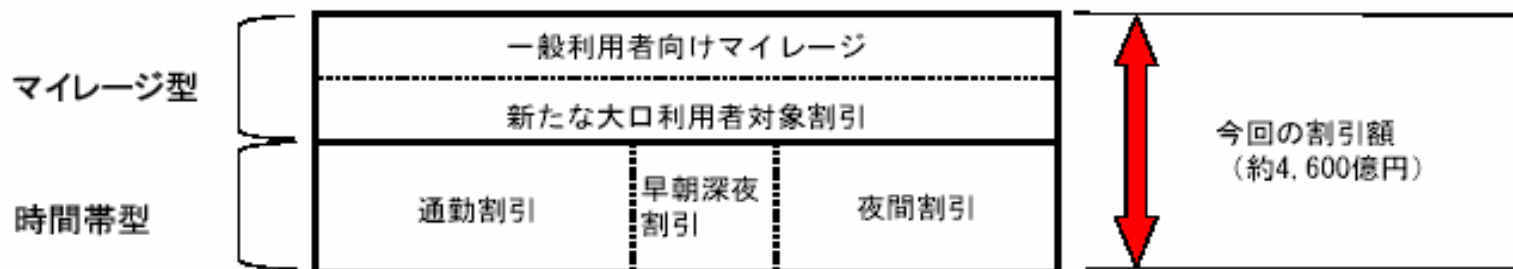 マイレージ型
一般利用者向けマイレージ
新たな大口利用者対象割引
時間帯型
通勤割引
早朝深夜
割引
夜間割引
今回の割引額
（約4,600億円）